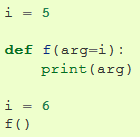 i = 5
def f(arg=i):
    print(arg)
i = 6
f()